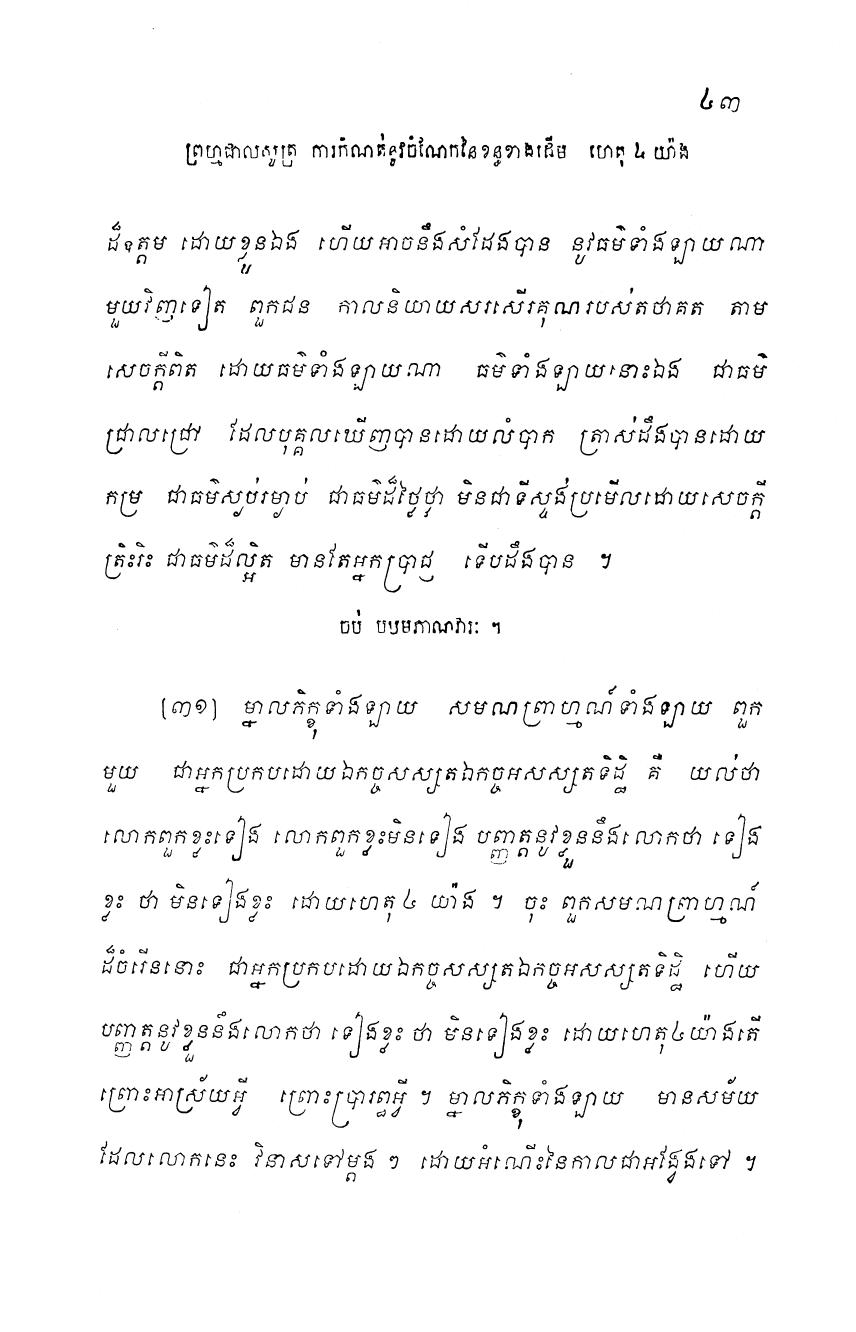 ៤៣
ព្រហ្មជាលសូត្រ ការកំណត់នូវចំណែកនៃខន្ធខាងដើម ហេតុ ៤ យ៉ាង
ដ៏ឧត្តម ដោយខ្លួនឯង ហើយអាចនឹងសំដែងបាន នូវធម៌ទាំងឡាយណា
មួយវិញទៀត ពួកជន កាលនិយាយសរសើរគុណរបស់តថាគត តាម
សេចក្តីពិត ដោយធម៌ទាំងឡាយណា ធម៌ទាំងឡាយនោះឯង ជាធម៌
ជ្រាលជ្រៅ ដែលបុគ្គលឃើញបានដោយលំបាក ត្រាស់ដឹងបានដោយ
កម្រ ជាធម៌ស្ងប់រម្ងាប់ ជាធម៌ដ៏ថ្លៃថ្លា មិនជាទីស្ទង់ប្រមើលដោយសេចក្តី
ត្រិះរិះ ជាធម៌ដ៏ល្អិត មានតែអ្នកប្រាជ្ញ ទើបដឹងបាន ។
ចប់ បឋមភាណវារៈ ។
[៣១] ម្នាលភិក្ខុទាំងឡាយ សមណព្រាហ្មណ៍ទាំងឡាយ ពួក
មួយ ជាអ្នកប្រកបដោយឯកច្ចសស្សតឯកច្ចអសស្សតទិដ្ឋិ គឺ យល់ថា
លោកពួកខ្លះទៀង លោកពួកខ្លះមិនទៀង បញ្ញត្តនូវខ្លួននឹងលោកថា ទៀង
ខ្លះ ថា មិនទៀងខ្លះ ដោយហេតុ៤ យ៉ាង ។ ចុះ ពួកសមណព្រាហ្មណ៍
ដ៏ចំរើននោះ ជាអ្នកប្រកបដោយឯកច្ចសស្សតឯកច្ចអសស្សតទិដ្ឋិ ហើយ
បញ្ញត្តនូវខ្លួននឹងលោកថា ទៀងខ្លះ ថា មិនទៀងខ្លះ ដោយហេតុ៤យ៉ាងតើ
ព្រោះអាស្រ័យអ្វី ព្រោះប្រារព្ធអ្វី ។ ម្នាលភិក្ខុទាំងឡាយ មានសម័យ
ដែលលោកនេះ វិនាសទៅម្តង ៗ ដោយអំណើះនៃកាលជាអង្វែងទៅ ។